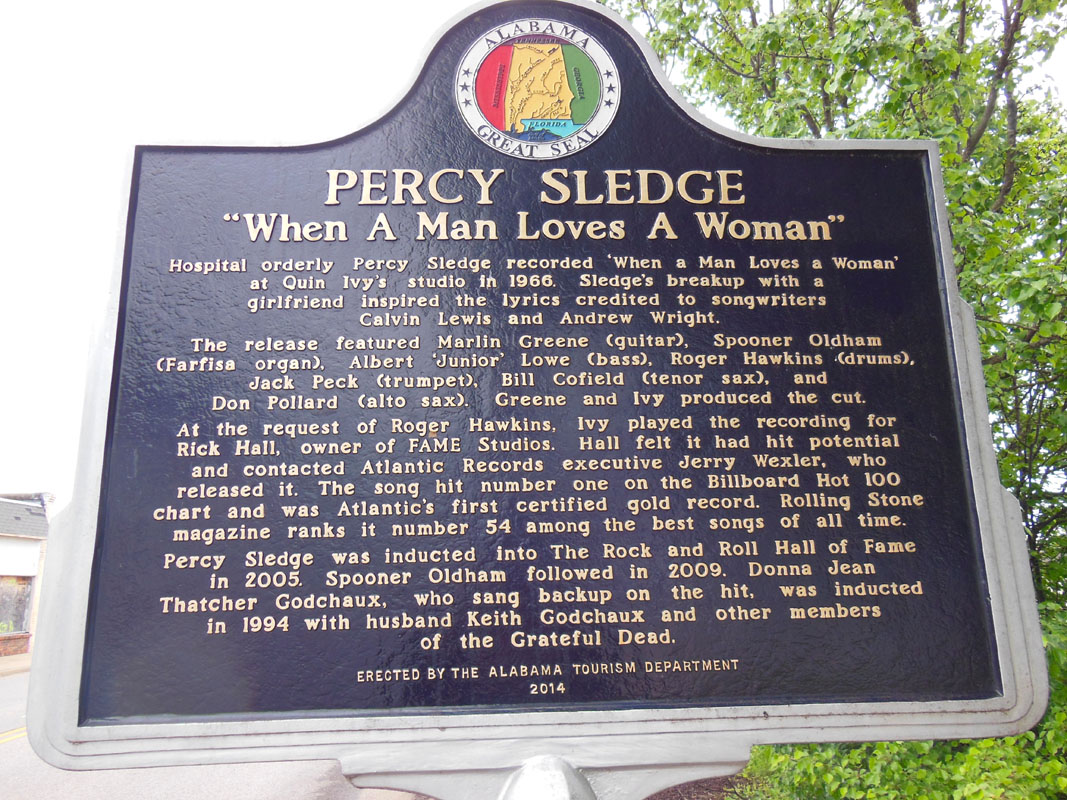 ALABAMA
TENNESSEE
MISSISSIPPI
GEORGIA
FLORIDA
GREAT SEAL
PERCY SLEDGE
“When A Man Loves A Woman”
Hospital orderly Percy Sledge recorded ‘When a Man Loves a Woman’
at Quin Ivy's studio in 1966. Sledge's breakup with a
girlfriend inspired the lyrics credited to songwriters
Calvin Lewis and Andrew Wright.
The release featured Marlin Greene (guitar), Spooner Oldham
(Farfisa organ), Albert ‘Junior’ Lowe (bass), Roger Hawkins (drums),
Jack Peck (trumpet), Bill Cofield (tenor sax), and
Don Pollard (alto sax). Greene and Ivy produced the cut.
At the request of Roger Hawkins, Ivy played the recording for
Rick Hall, owner of FAME Studios. Hall felt it had hit potential
and contacted Atlantic Records executive Jerry Wexler, who
released it. The song hit number one on the Billboard Hot 100
chart and was Atlantic's first certified gold record. Rolling Stone
magazine ranks it number 54 among the best songs of all time.
Percy Sledge was inducted into The Rock and Roll Hall of Fame
in 2005. Spooner Oldham followed in 2009. Donna Jean
Thatcher Godchaux, who sang backup on the hit, was inducted
in 1994 with husband Keith Godchaux and other members
of the Grateful Dead.
ERECTED BY THE ALABAMA TOURISM DEPARTMENT
2014